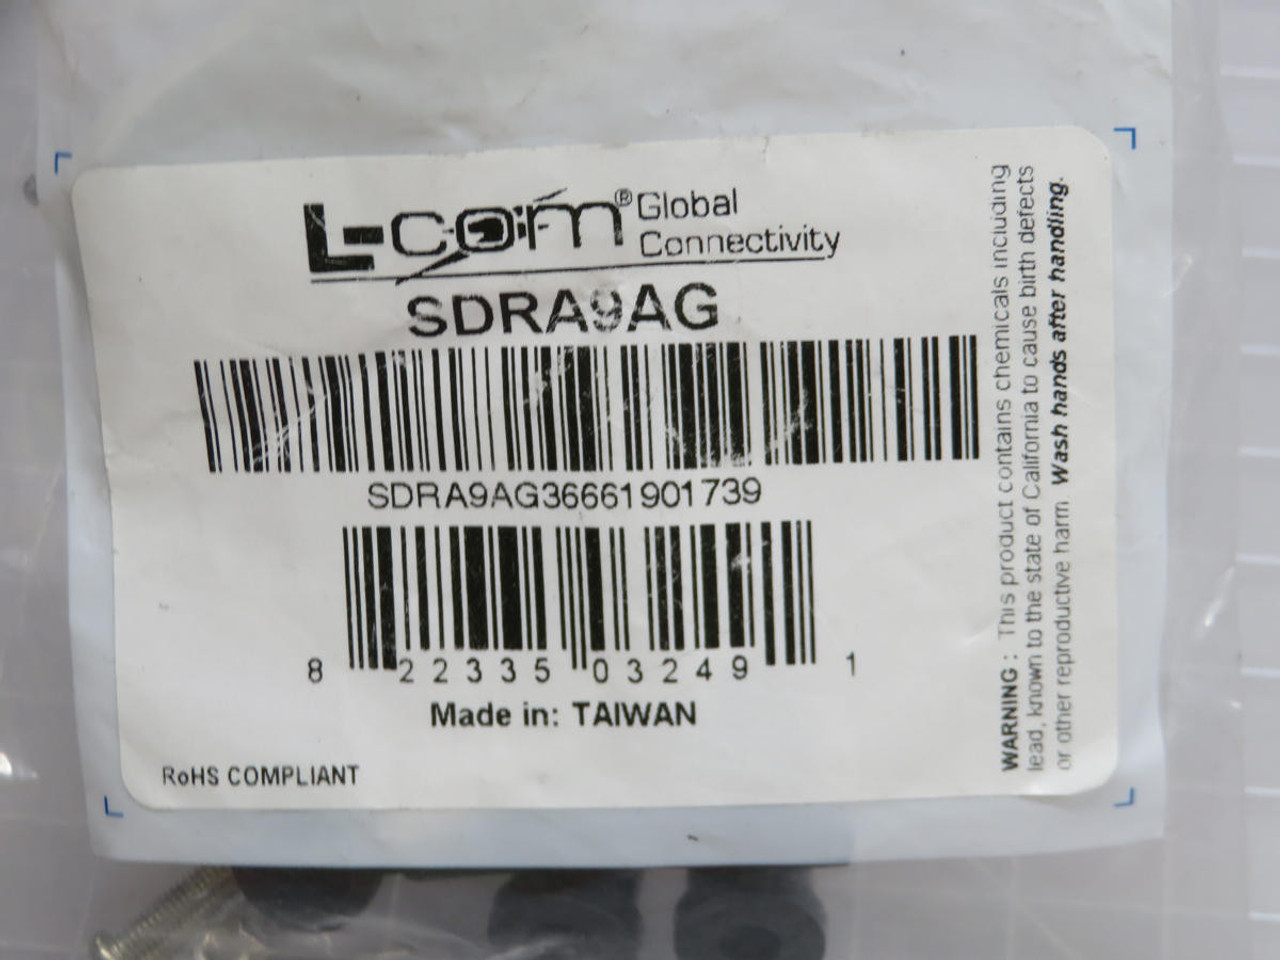 L-com® Global
Connectivity
SDRA9AG
SDRA9AG36661901739
8 22335 03249 1
Made in: TAIWAN
RoHS COMPLIANT
WARNING : This product contains chemicals including
lead, known to the state of California to cause birth defects
or other reproductive harm Wash hands after handling.